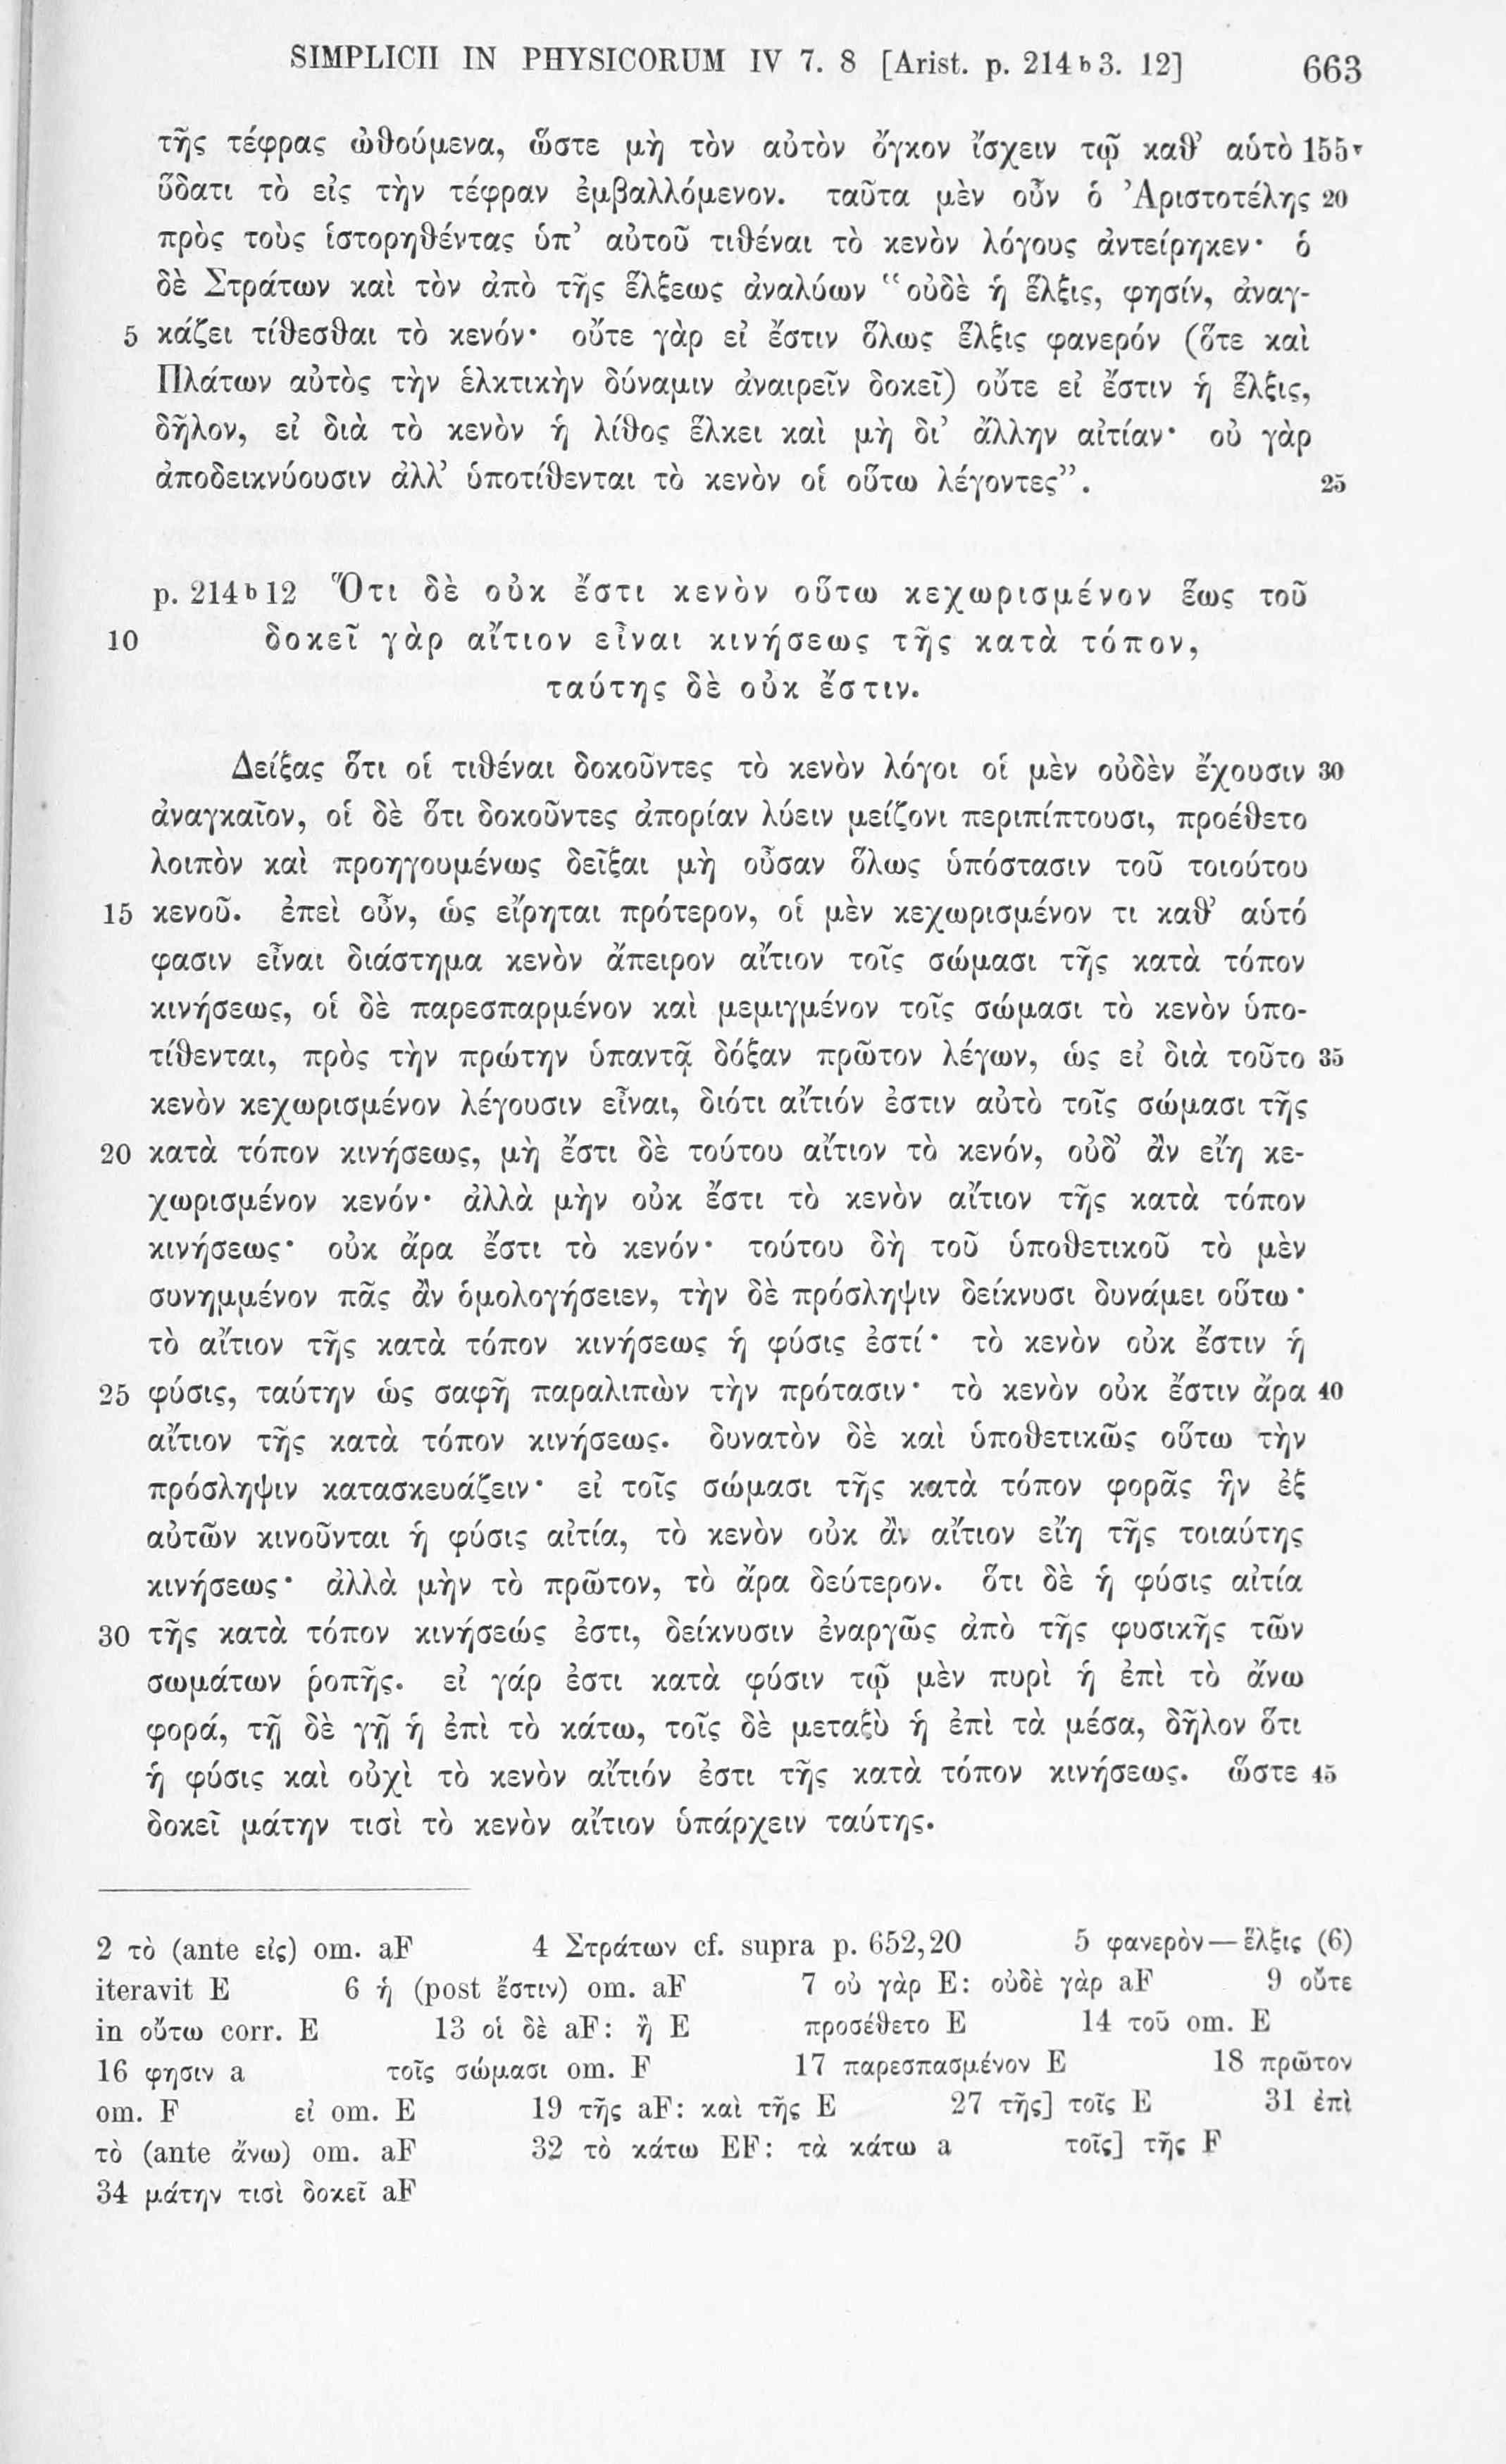 SIMPLICII IN PHYSICORUM IV 7. 8 [Arist. p. 214 b 3. 12] 663
τῆς τέφρας ὠθούμενα, ὥστε μὴ τὸν αὐτὸν ὄγκον ἴσχειν τῷ καθ’ αὑτὸ 155v
ὕδατι τὸ εἰς τὴν τέφραν ἐμβαλλόμενον. ταῦτα μὲν οὖν ὁ Ἀριστοτέλης 20
πρὸς τοὺς ἱστορηθέντας ὑπ’ αὐτοῦ τιθέναι τὸ κενὸν λόγους ἀντείρηκεν· ὁ
δὲ Στράτων καὶ τὸν ἀπὸ τῆς ἕλξεως ἀναλύων “οὐδὲ ἡ ἕλξις, φησίν, ἀναγ-
5 κάζει τίθεσθαι τὸ κενόν· οὔτε γὰρ εἰ ἔστιν ὅλως ἕλξις φανερόν (ὅτε καὶ
Πλάτων αὐτὸς τὴν ἑλκτικὴν δύναμιν ἀναιρεῖν δοκεῖ) οὔτε εἰ ἔστιν ἡ ἕλξις,
δῆλον, εἰ διὰ τὸ κενὸν ἡ λίθος ἕλκει καὶ μὴ δι’ ἄλλην αἰτίαν· οὐ γὰρ
ἀποδεικνύουσιν ἀλλ’ ὑποτίθενται τὸ κενὸν οἱ οὕτω λέγοντες”. 25
p. 214 b 12 Ὅτι δὲ οὐκ ἔστι κενὸν οὕτω κεχωρισμένον ἕως τοῦ
10 δοκεῖ γὰρ αἴτιον εἶναι κινήσεως τῆς κατὰ τόπον,
ταύτης δὲ οὐκ ἔστιν.
Δείξας ὅτι οἱ τιθέναι δοκοῦντες τὸ κενὸν λόγοι οἱ μὲν οὐδὲν ἔχουσιν 30
ἀναγκαῖον, οἱ δὲ ὅτι δοκοῦντες ἀπορίαν λύειν μείζονι περιπίπτουσι, προέθετο
λοιπὸν καὶ προηγουμένως δεῖξαι μὴ οὖσαν ὅλως ὑπόστασιν τοῦ τοιούτου
15 κενοῦ. ἐπεὶ οὖν, ὡς εἴρηται πρότερον, οἱ μὲν κεχωρισμένον τι καθ’ αὑτό
φασιν εἶναι διάστημα κενὸν ἄπειρον αἴτιον τοῖς σώμασι τῆς κατὰ τόπον
κινήσεως, οἱ δὲ παρεσπαρμένον καὶ μεμιγμένον τοῖς σώμασι τὸ κενὸν ὑπο-
τίθενται, πρὸς τὴν πρώτην ὑπαντᾷ δόξαν πρῶτον λέγων, ὡς εἰ διὰ τοῦτο 35
κενὸν κεχωρισμένον λέγουσιν εἶναι, διότι αἴτιόν ἐστιν αὐτὸ τοῖς σώμασι τῆς
20 κατὰ τόπον κινήσεως, μὴ ἔστι δὲ τούτου αἴτιον τὸ κενόν, οὐδ’ ἂν εἴη κε-
χωρισμένον κενόν· ἀλλὰ μὴν οὐκ ἔστι τὸ κενὸν αἴτιον τῆς κατὰ τόπον
κινήσεως· οὐκ ἄρα ἔστι τὸ κενόν· τούτου δὴ τοῦ ὑποθετικοῦ τὸ μὲν
συνημμένον πᾶς ἂν ὁμολογήσειεν, τὴν δὲ πρόσληψιν δείκνυσι δυνάμει οὕτω·
τὸ αἴτιον τῆς κατὰ τόπον κινήσεως ἡ φύσις ἐστί· τὸ κενὸν οὐκ ἔστιν ἡ
25 φύσις, ταύτην ὡς σαφῆ παραλιπὼν τὴν πρότασιν· τὸ κενὸν οὐκ ἔστιν ἄρα 40
αἴτιον τῆς κατὰ τόπον κινήσεως. δυνατὸν δὲ καὶ ὑποθετικῶς οὕτω τὴν
πρόσληψιν κατασκευάζειν· εἰ τοῖς σώμασι τῆς κατὰ τόπον φορᾶς ἣν ἐξ
αὑτῶν κινοῦνται ἡ φύσις αἰτία, τὸ κενὸν οὐκ ἂν αἴτιον εἴη τῆς τοιαύτης
κινήσεως· ἀλλὰ μὴν τὸ πρῶτον, τὸ ἄρα δεύτερον. ὅτι δὲ ἡ φύσις αἰτία
30 τῆς κατὰ τόπον κινήσεώς ἐστι, δείκνυσιν ἐναργῶς ἀπὸ τῆς φυσικῆς τῶν
σωμάτων ῥοπῆς. εἰ γάρ ἐστι κατὰ φύσιν τῷ μὲν πυρὶ ἡ ἐπὶ τὸ ἄνω
φορά, τῇ δὲ γῇ ἡ ἐπὶ τὸ κάτω, τοῖς δὲ μεταξὺ ἡ ἐπὶ τὰ μέσα, δῆλον ὅτι
ἡ φύσις καὶ οὐχὶ τὸ κενὸν αἴτιόν ἐστι τῆς κατὰ τόπον κινήσεως. ὥστε 45
δοκεῖ μάτην τισὶ τὸ κενὸν αἴτιον ὑπάρχειν ταύτης.
2 τὸ (ante εἰς) om. aF 4 Στράτων cf. supra p. 652,20 5 φανερὸν — ἕλξις (6)
iteravit E 6 ἡ (post ἔστιν) om. aF 7 οὐ γὰρ E: οὐδὲ γὰρ aF 9 οὔτε
in οὕτω corr. E 13 οἱ δὲ aF: ἢ E προσέθετο E 14 τοῦ om. E
16 φησιν a τοῖς σώμασι om. F 17 παρεσπασμένον E 18 πρῶτον
om. F εἰ om. E 19 τῆς aF: καὶ τῆς E 27 τῆς] τοῖς E 31 ἐπὶ
τὸ (ante ἄνω) om. aF 32 τὸ κάτω EF: τὰ κάτω a τοῖς] τῆς F
34 μάτην τισὶ δοκεῖ aF